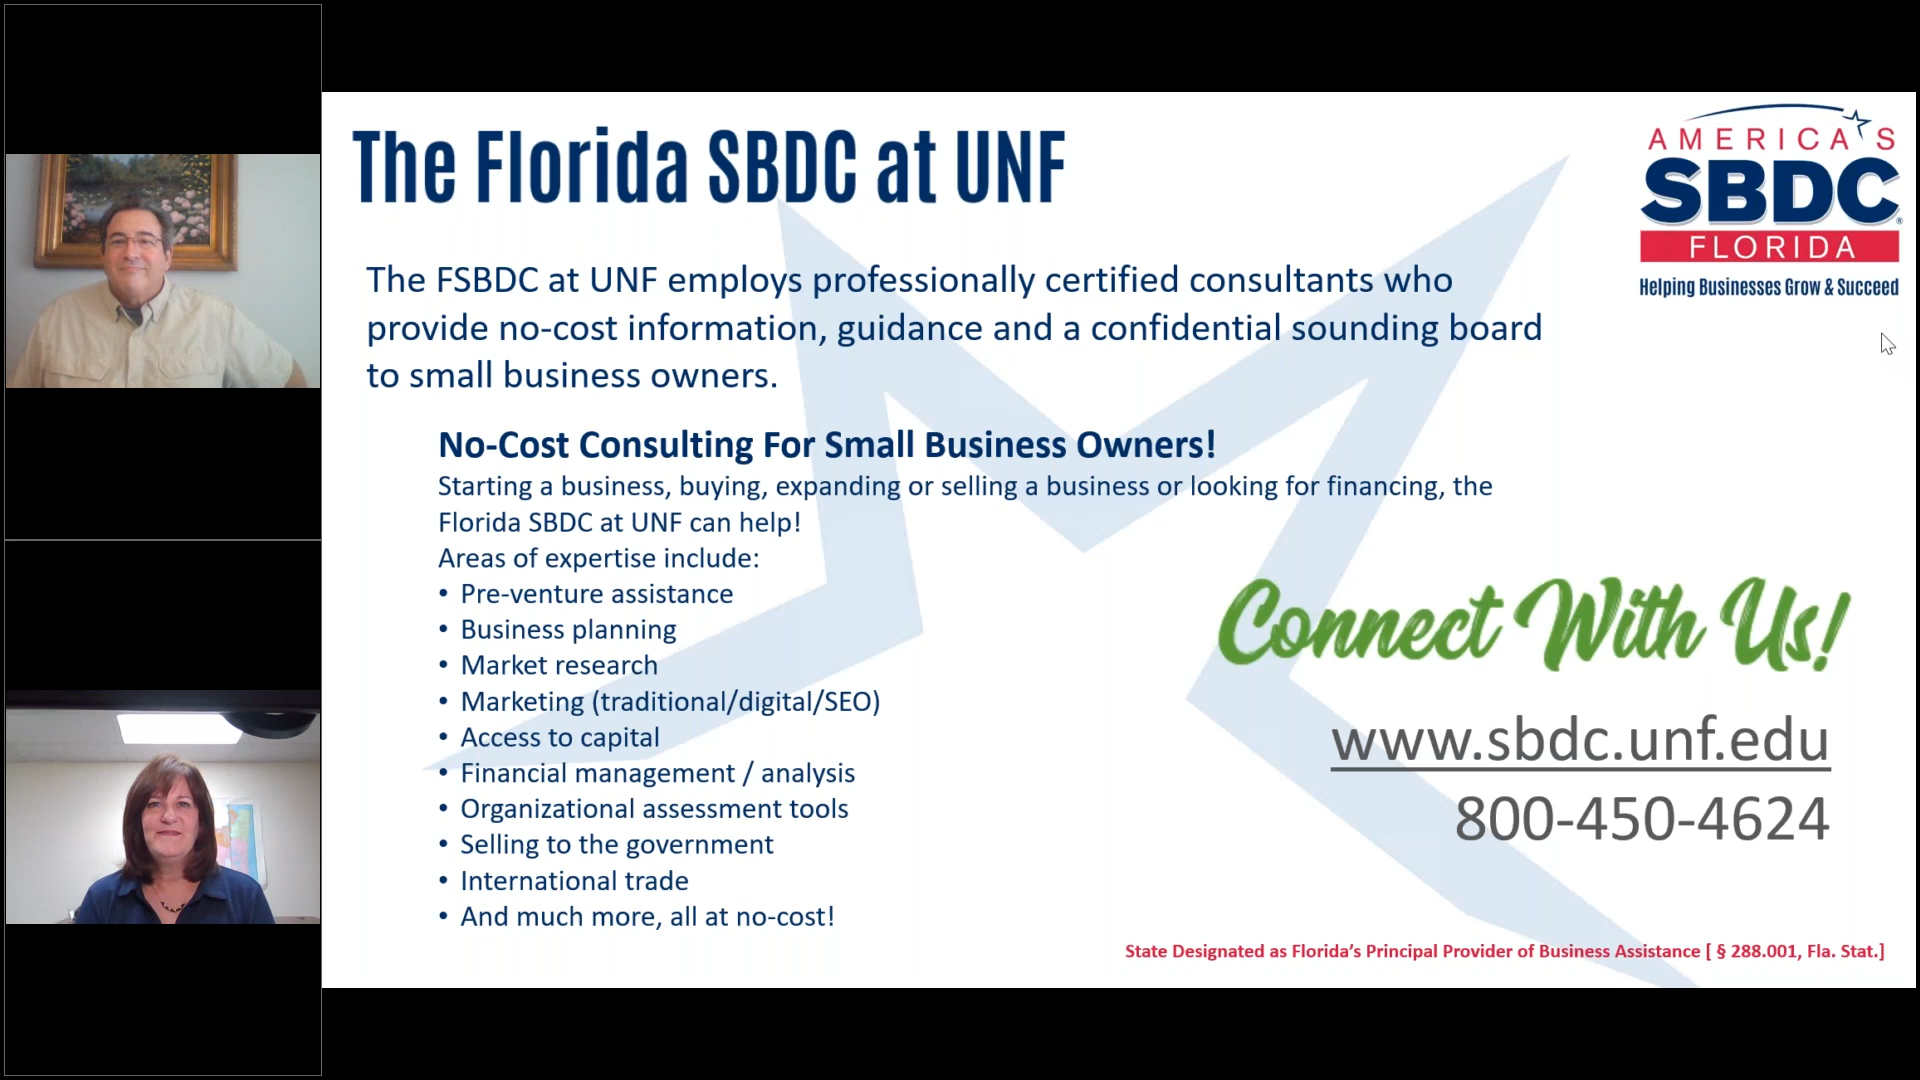 The Florida SBDC at UNF
AMERICA'S
SBDC®
FLORIDA
Helping Businesses Grow & Succeed
The FSBDC at UNF employs professionally certified consultants who
provide no-cost information, guidance and a confidential sounding board
to small business owners.
No-Cost Consulting For Small Business Owners!
Starting a business, buying, expanding or selling a business or looking for financing, the
Florida SBDC at UNF can help!
Areas of expertise include:
• Pre-venture assistance
• Business planning
• Market research
• Marketing (traditional/digital/SEO)
• Access to capital
• Financial management / analysis
• Organizational assessment tools
• Selling to the government
• International trade
• And much more, all at no-cost!
Connect With Us!
www.sbdc.unf.edu
800-450-4624
State Designated as Florida’s Principal Provider of Business Assistance [ § 288.001, Fla. Stat.]